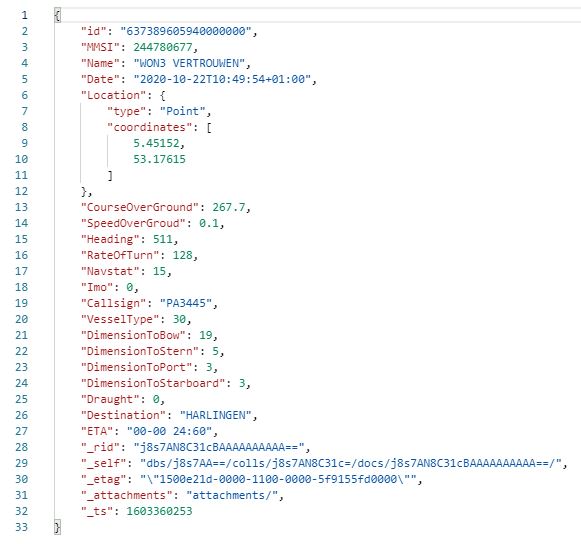 1 {
2 "id": "637389605940000000",
3 "MMSI": 244780677,
4 "Name": "WON3 VERTROUWEN",
5 "Date": "2020-10-22T10:49:54+01:00",
6 "Location": {
7 "type": "Point",
8 "coordinates": [
9 5.45152,
10 53.17615
11 ]
12 },
13 "CourseOverGround": 267.7,
14 "SpeedOverGroud": 0.1,
15 "Heading": 511,
16 "RateOfTurn": 128,
17 "Navstat": 15,
18 "Imo": 0,
19 "Callsign": "PA3445",
20 "VesselType": 30,
21 "DimensionToBow": 19,
22 "DimensionToStern": 5,
23 "DimensionToPort": 3,
24 "DimensionToStarboard": 3,
25 "Draught": 0,
26 "Destination": "HARLINGEN",
27 "ETA": "00-00 24:60",
28 "_rid": "j8s7AN8C31cBAAAAAAAAAA==",
29 "_self": "dbs/j8s7AA==/colls/j8s7AN8C31c=/docs/j8s7AN8C31cBAAAAAAAAAA==/",
30 "_etag": "\"1500e21d-0000-1100-0000-5f9155fd0000\"",
31 "_attachments": "attachments/",
32 "_ts": 1603360253
33 }